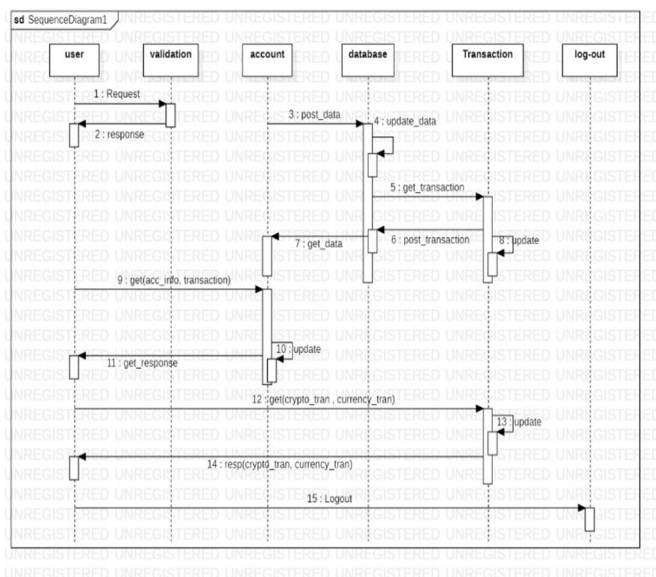 sd SequenceDiagram1
user
validation
account
database
Transaction
log-out
1 : Request
2 : response
3 : post_data
4 : update_data
5 : get_transaction
6 : post_transaction
7 : get_data
8 : update
9 : get(acc_info, transaction)
10 : update
11 : get_response
12 : get(crypto_tran , currency_tran)
13 : update
14 : resp(crypto_tran, currency_tran)
15 : Logout
UNREGISTERED